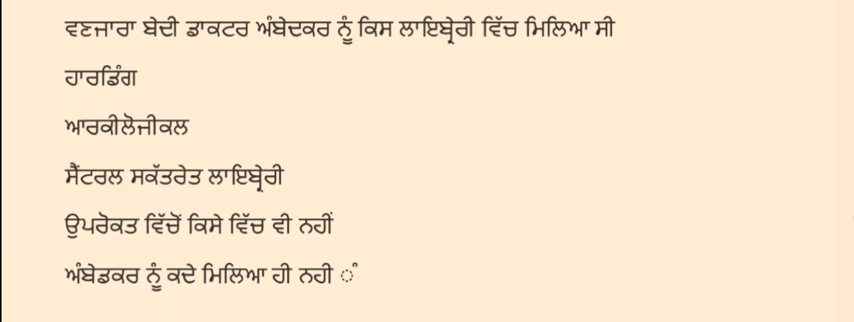 ਵਣਜਾਰਾ ਬੇਦੀ ਡਾਕਟਰ ਅੰਬੇਦਕਰ ਨੂੰ ਕਿਸ ਲਾਇਬ੍ਰੇਰੀ ਵਿੱਚ ਮਿਲਿਆ ਸੀ
ਹਾਰਡਿੰਗ
ਆਰਕੀਲੋਜੀਕਲ
ਸੈਂਟਰਲ ਸਕੱਤਰੇਤ ਲਾਇਬ੍ਰੇਰੀ
ਉਪਰੋਕਤ ਵਿੱਚੋਂ ਕਿਸੇ ਵਿੱਚ ਵੀ ਨਹੀਂ
ਅੰਬੇਡਕਰ ਨੂੰ ਕਦੇ ਮਿਲਿਆ ਹੀ ਨਹੀ ੰ